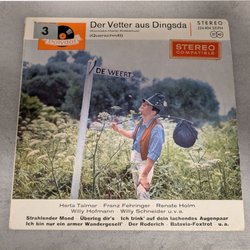 3
Polydor
Der Vetter aus Dingsda
(Querschnitt)
STEREO
STEREO
COMPATIBLE
DE WEERT
Herta Talmar · Franz Fehringer · Renate Holm
Willy Hofmann · Willy Schneider u.v.a.
Strahlender Mond · Überleg dir's · Ich trink' auf dein lachendes Augenpaar
Ich bin nur ein armer Wandergesell' · Der Roderich · Batavia-Foxtrot u.a.